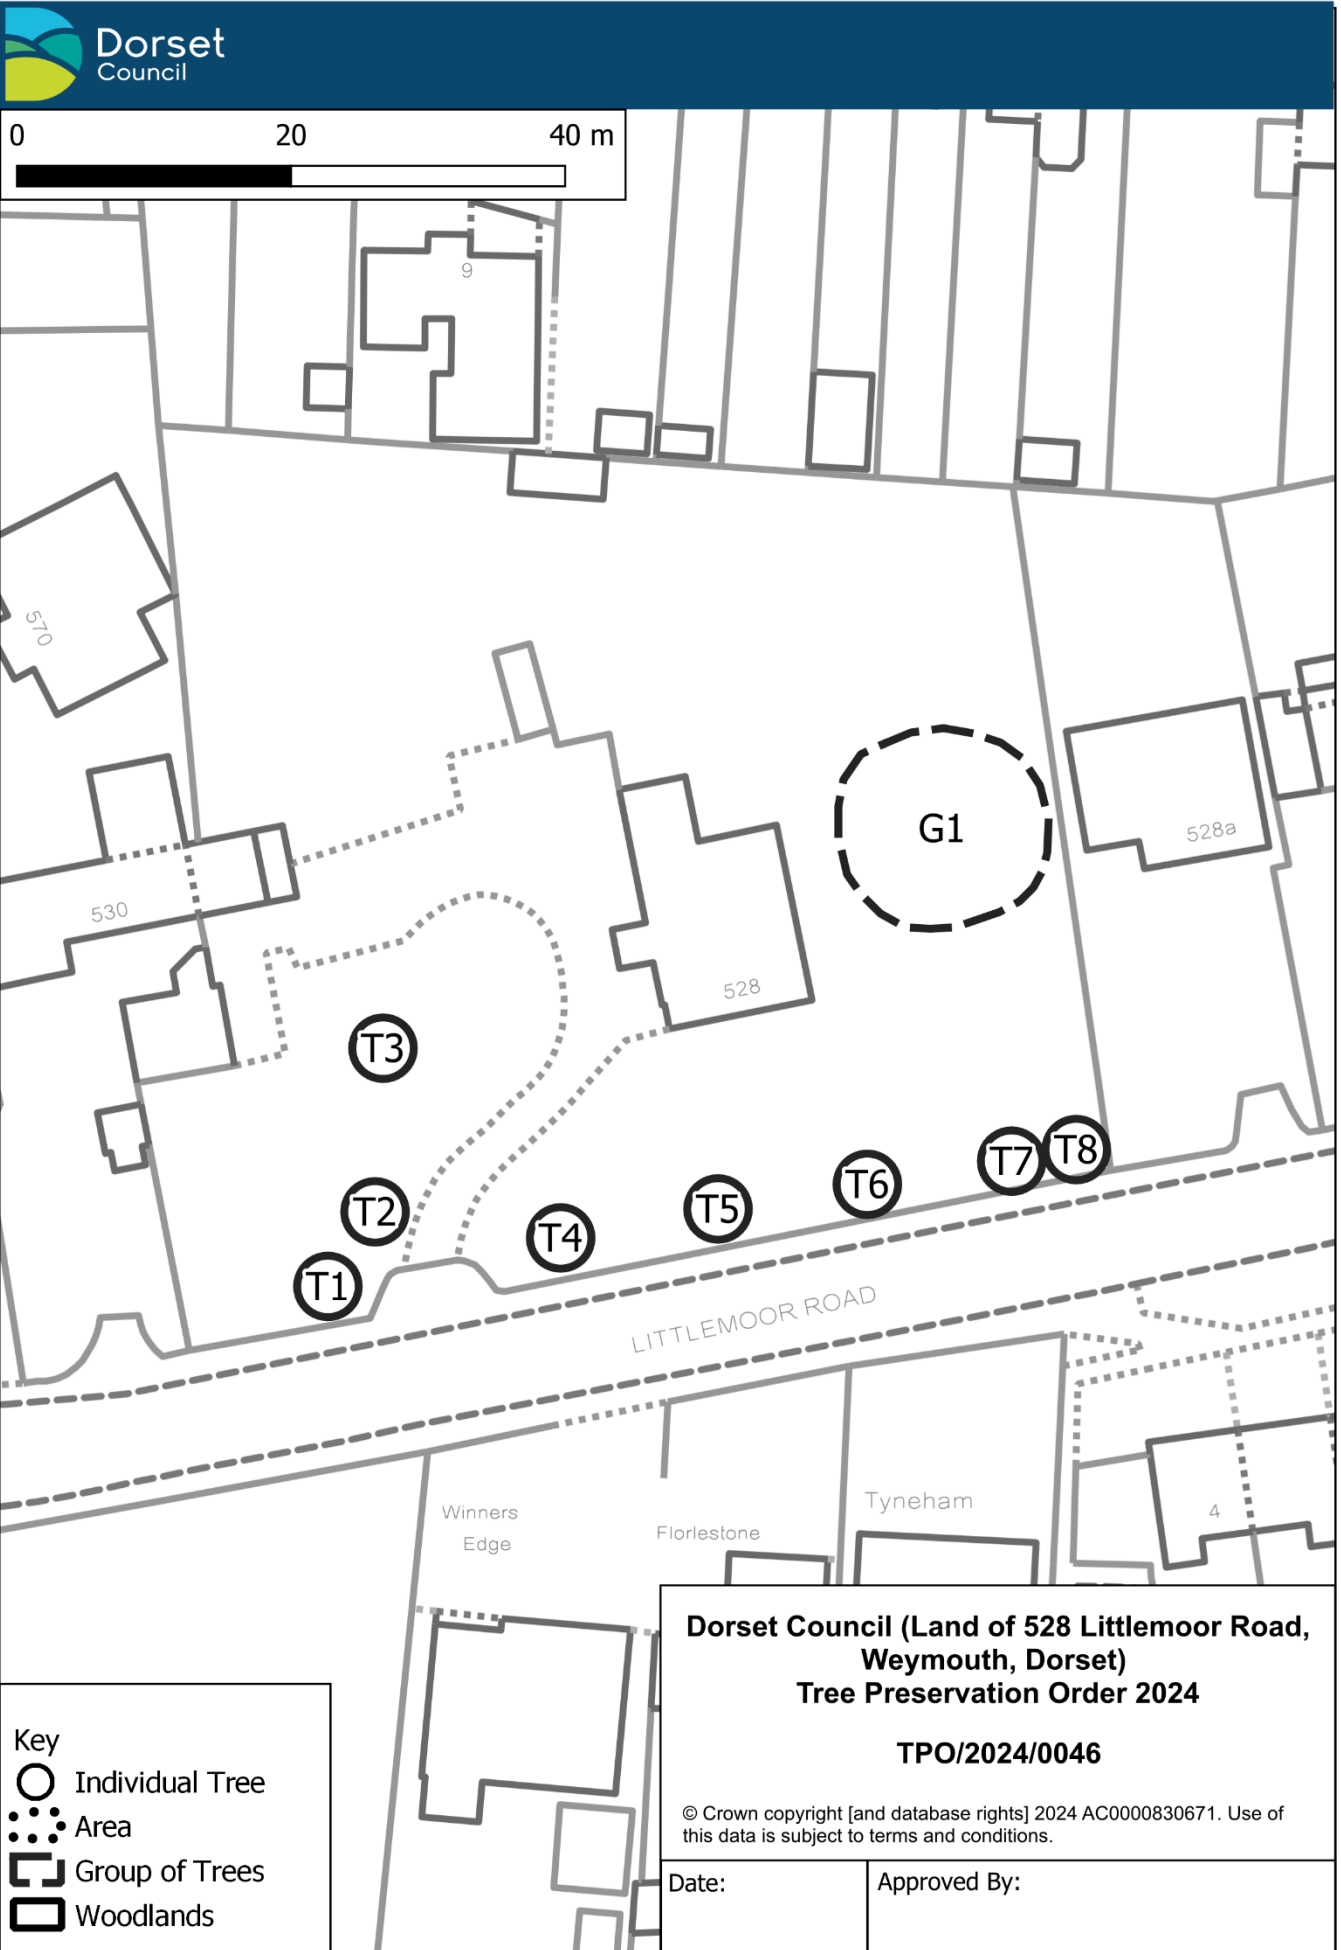 Dorset
Council
0 20 40 m
9
570
G1
528a
530
528
T3
T7 T8
T6
T5
T2
T4
T1
LITTLEMOOR ROAD
Winners
Edge
Florlestone
Tyneham
4
Dorset Council (Land of 528 Littlemoor Road,
Weymouth, Dorset)
Tree Preservation Order 2024
TPO/2024/0046
© Crown copyright [and database rights] 2024 AC0000830671. Use of
this data is subject to terms and conditions.
Date: Approved By:
Key
Individual Tree
Area
Group of Trees
Woodlands